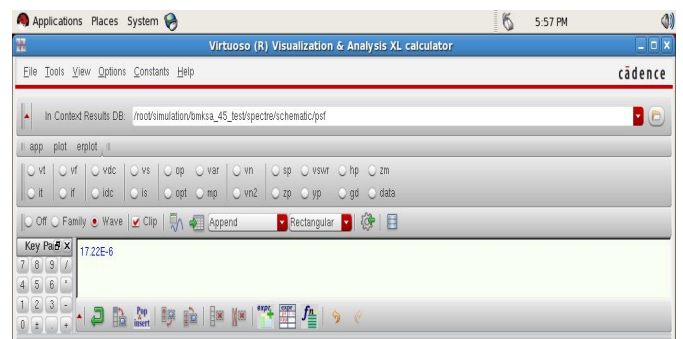 Applications Places System 5:57 PM
Virtuoso (R) Visualization & Analysis XL calculator
File Tools View Options Constants Help cādence
In Context Results DB: /root/simulation/bmksa_45_test/spectre/schematic/psf
app plot erplot
vt vf vdc vs op var vn sp vswr hp zm
it if idc is opt mp vn2 zp yp gd data
Off Family Wave Clip Append Rectangular
Key Pa
17.22E-6
7 8 9 /
4 5 6 *
1 2 3 -
0 ± . +
Pop
insert
expr expr fn